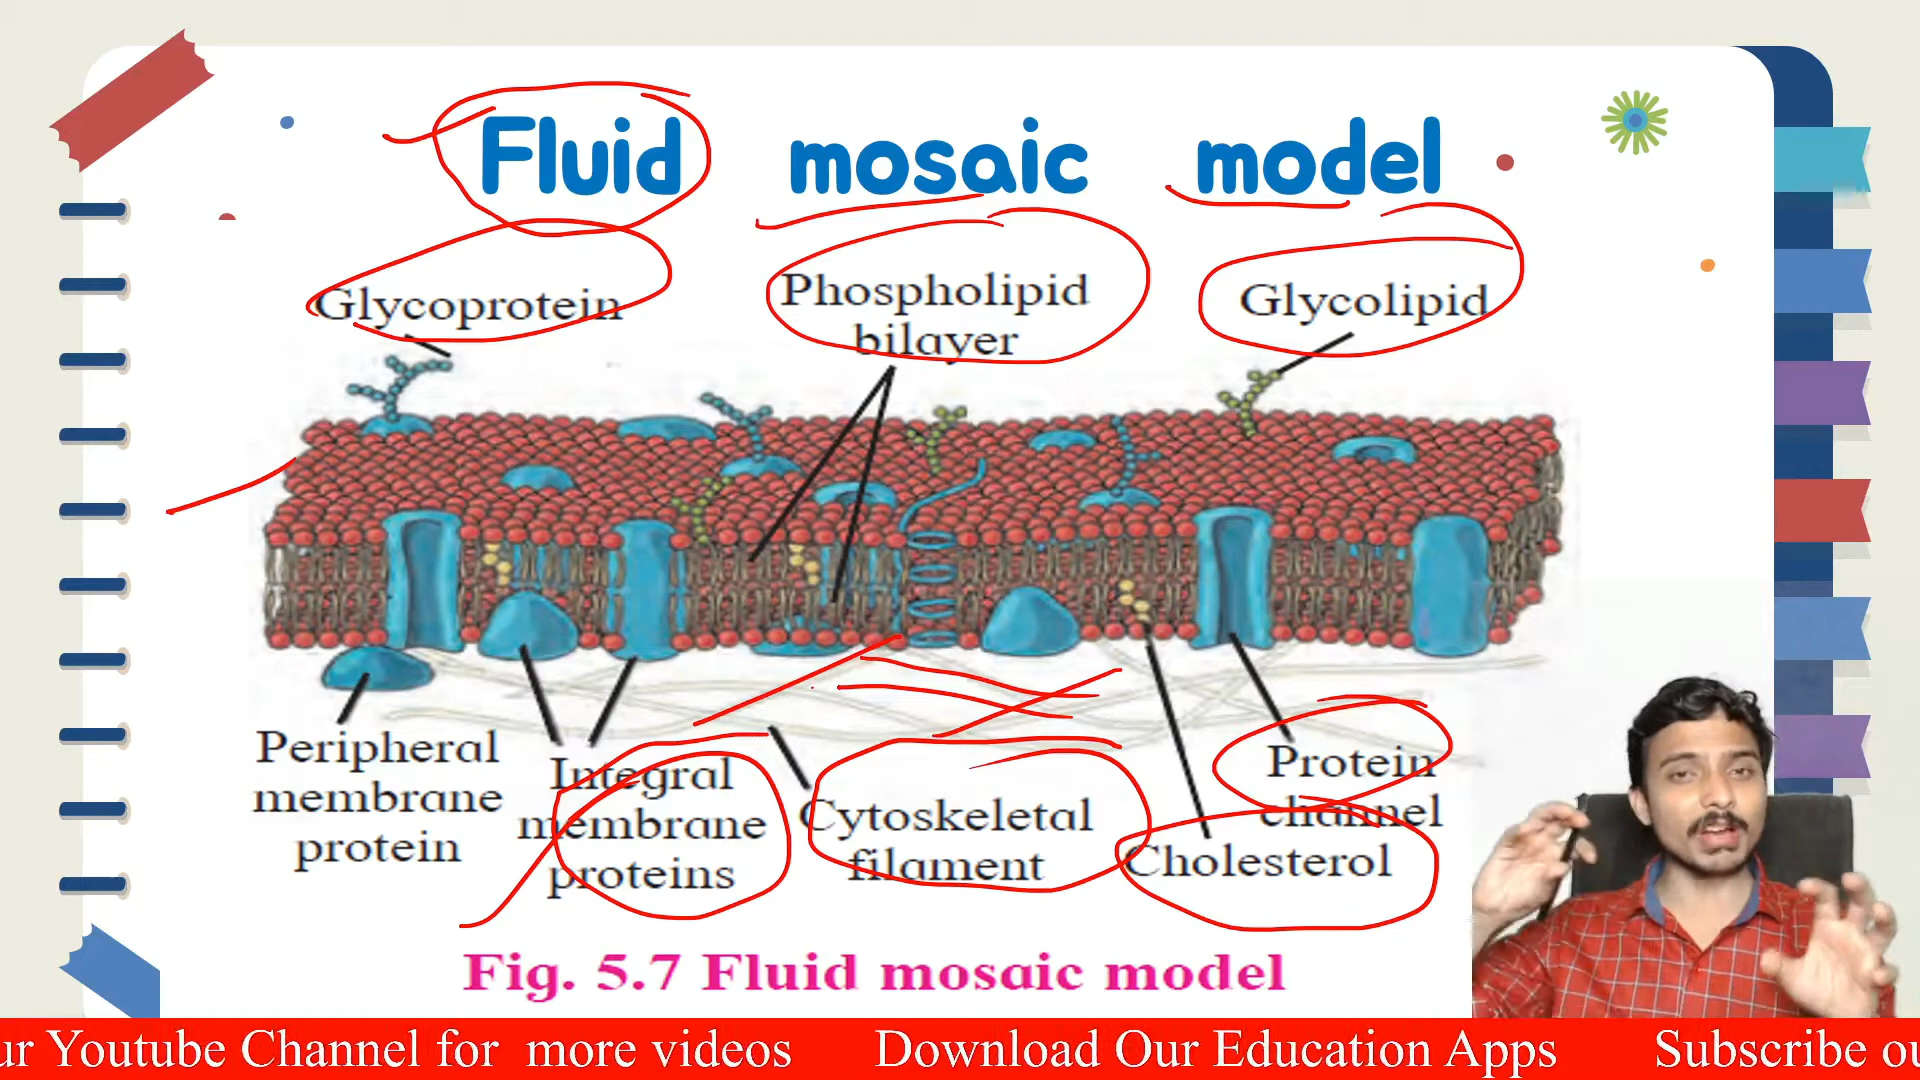 Fluid mosaic model
Glycoprotein
Phospholipid
bilayer
Glycolipid
Peripheral
membrane
protein
Integral
membrane
proteins
Cytoskeletal
filament
Protein
channel
Cholesterol
Fig. 5.7 Fluid mosaic model
ur Youtube Channel for more videos Download Our Education Apps Subscribe ou